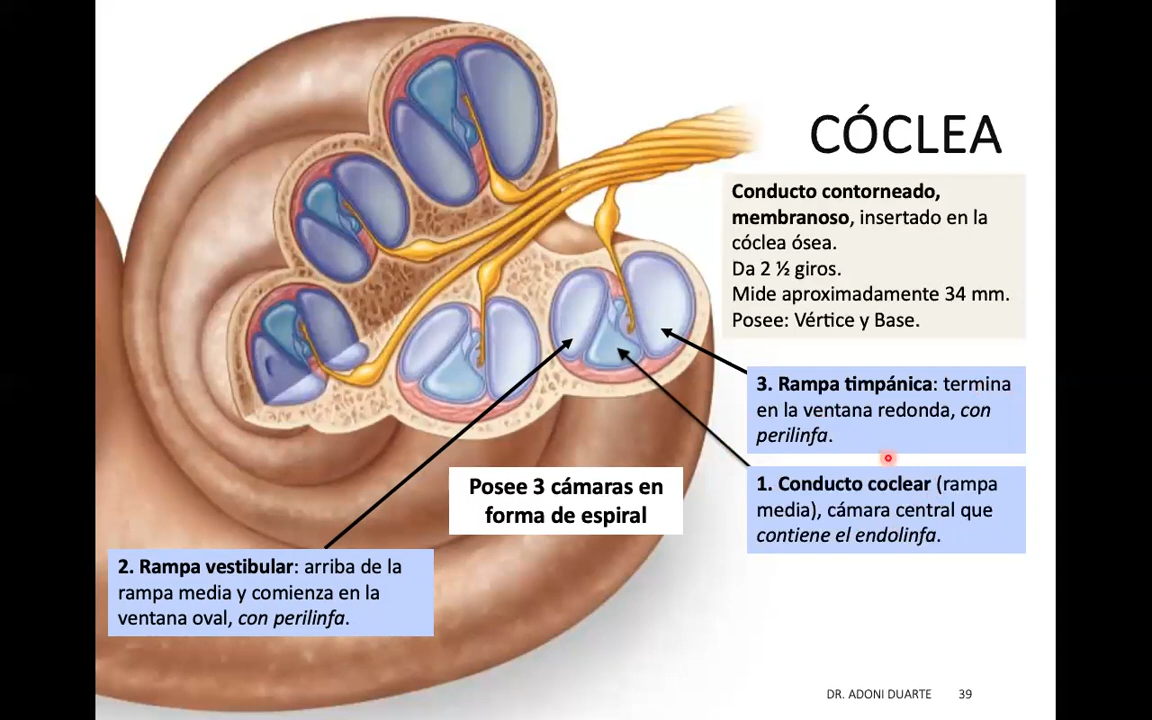 CÓCLEA
Conducto contorneado,
membranoso, insertado en la
cóclea ósea.
Da 2 ½ giros.
Mide aproximadamente 34 mm.
Posee: Vértice y Base.
3. Rampa timpánica: termina
en la ventana redonda, con
perilinfa.
1. Conducto coclear (rampa
media), cámara central que
contiene el endolinfa.
Posee 3 cámaras en
forma de espiral
2. Rampa vestibular: arriba de la
rampa media y comienza en la
ventana oval, con perilinfa.
DR. ADONI DUARTE 39